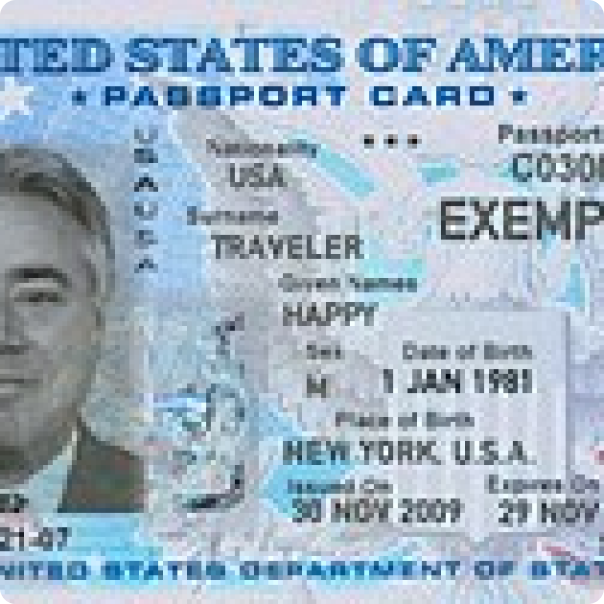 TED STATES OF AMER
★ PASSPORT CARD ★
USAUSA
Nationality
USA
Passport
C030
Surname
TRAVELER
EXEMP
Given Names
HAPPY
Sex
M
Date of Birth
1 JAN 1981
Place of Birth
NEW YORK, U.S.A.
Issued On
30 NOV 2009
Expires On
29 NOV
21-07
NITED STATES DEPARTMENT OF STAT